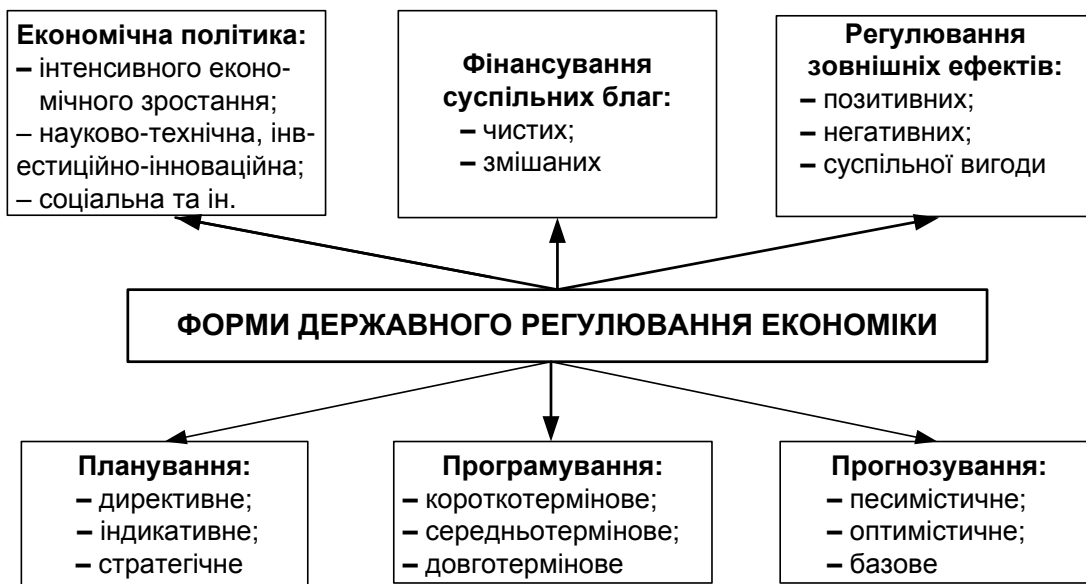 Економічна політика:
– інтенсивного еконо-
мічного зростання;
– науково-технічна, інв-
естиційно-інноваційна;
– соціальна та ін.
Фінансування
суспільних благ:
– чистих;
– змішаних
Регулювання
зовнішніх ефектів:
– позитивних;
– негативних;
– суспільної вигоди
ФОРМИ ДЕРЖАВНОГО РЕГУЛЮВАННЯ ЕКОНОМІКИ
Планування:
– директивне;
– індикативне;
– стратегічне
Програмування:
– короткотермінове;
– середньотермінове;
– довготермінове
Прогнозування:
– песимістичне;
– оптимістичне;
– базове